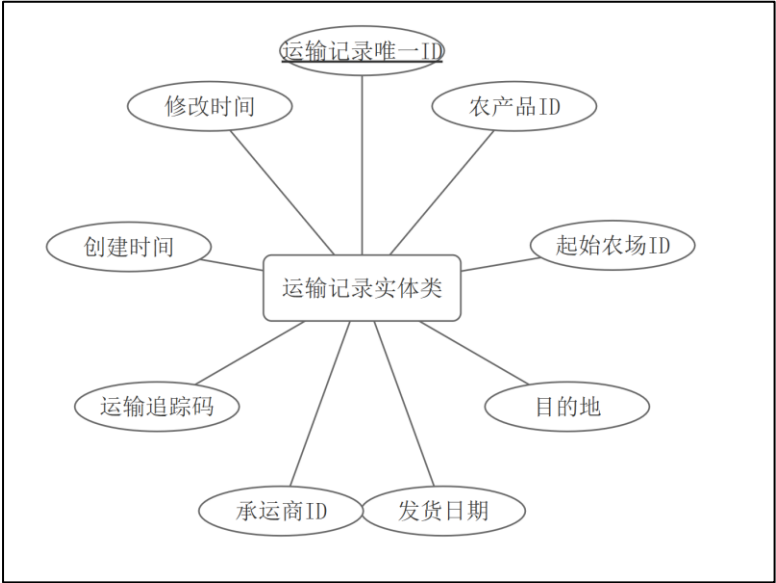 运输记录唯一ID
修改时间
农产品ID
创建时间
起始农场ID
运输记录实体类
运输追踪码
目的地
承运商ID
发货日期